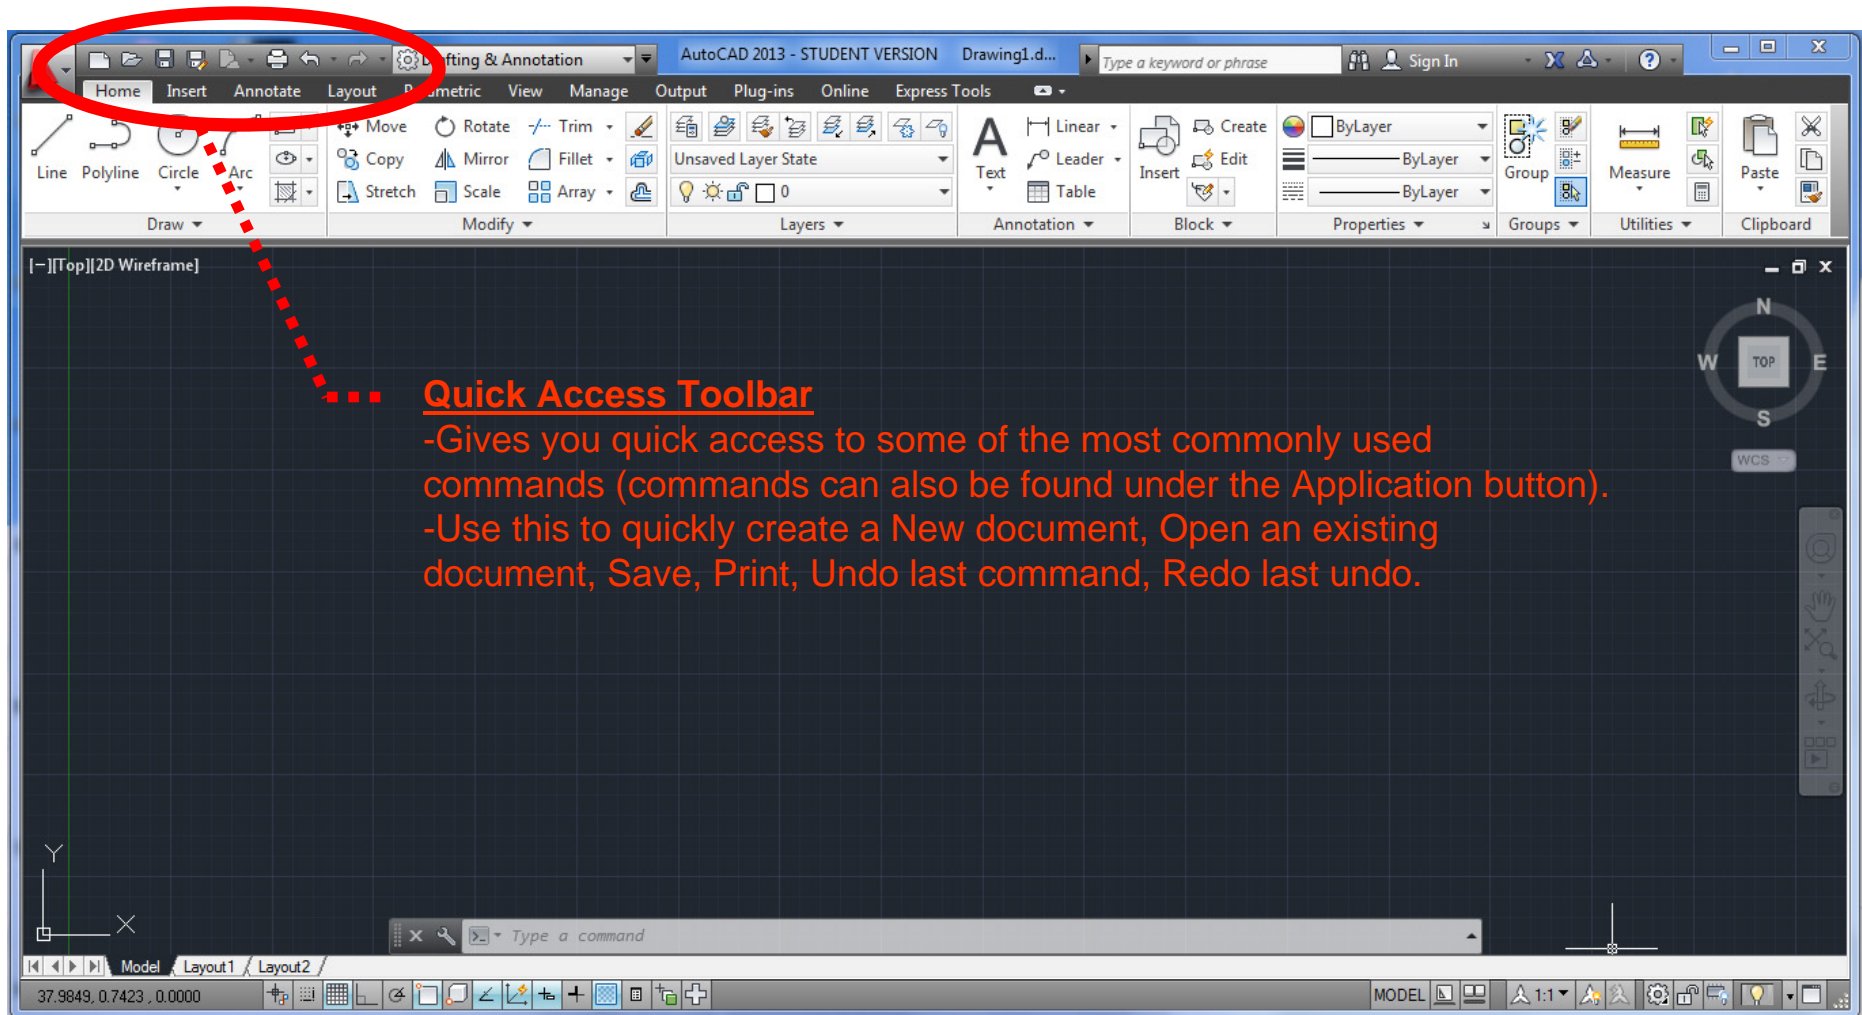 Drafting & Annotation
AutoCAD 2013 - STUDENT VERSION Drawing1.d... Type a keyword or phrase Sign In
Home Insert Annotate Layout Parametric View Manage Output Plug-ins Online Express Tools
Line Polyline Circle Arc
Move Rotate Trim
Copy Mirror Fillet
Stretch Scale Array
Unsaved Layer State
0
Text
Linear
Leader
Table
Insert
Create
Edit
ByLayer
ByLayer
ByLayer
Group
Measure
Paste
Draw Modify Layers Annotation Block Properties Groups Utilities Clipboard
[−][Top][2D Wireframe]
N
W TOP E
S
WCS
Quick Access Toolbar
-Gives you quick access to some of the most commonly used
commands (commands can also be found under the Application button).
-Use this to quickly create a New document, Open an existing
document, Save, Print, Undo last command, Redo last undo.
Y
X
Type a command
Model Layout1 Layout2
37.9849, 0.7423 , 0.0000 MODEL 1:1